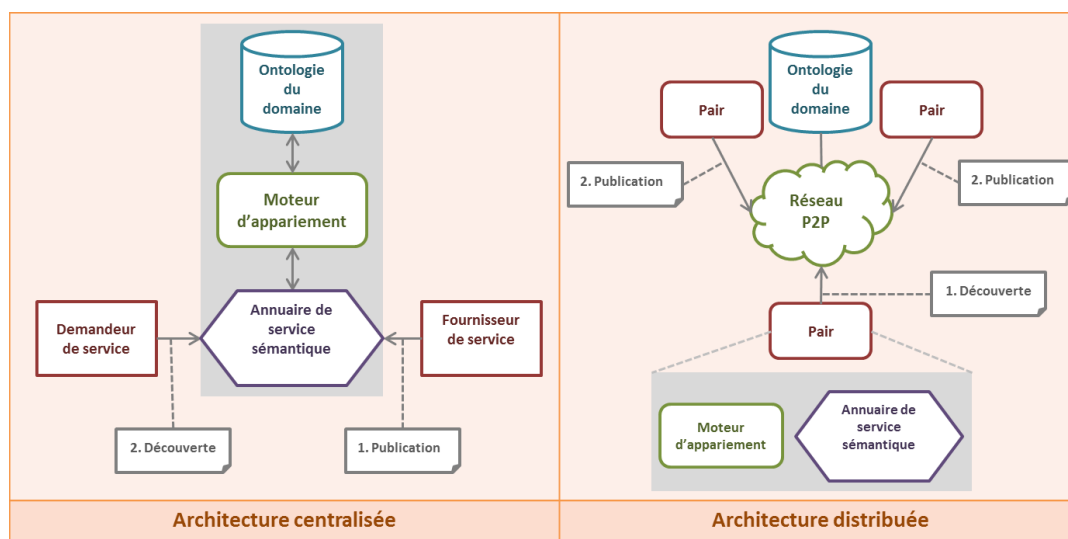 Ontologie
du
domaine
Moteur
d'appariement
Annuaire de
service
sémantique
Demandeur
de service
Fournisseur
de service
2. Découverte
1. Publication
Architecture centralisée
Ontologie
du
domaine
Pair
Pair
2. Publication
2. Publication
Réseau
P2P
1. Découverte
Pair
Moteur
d'appariement
Annuaire de
service
sémantique
Architecture distribuée